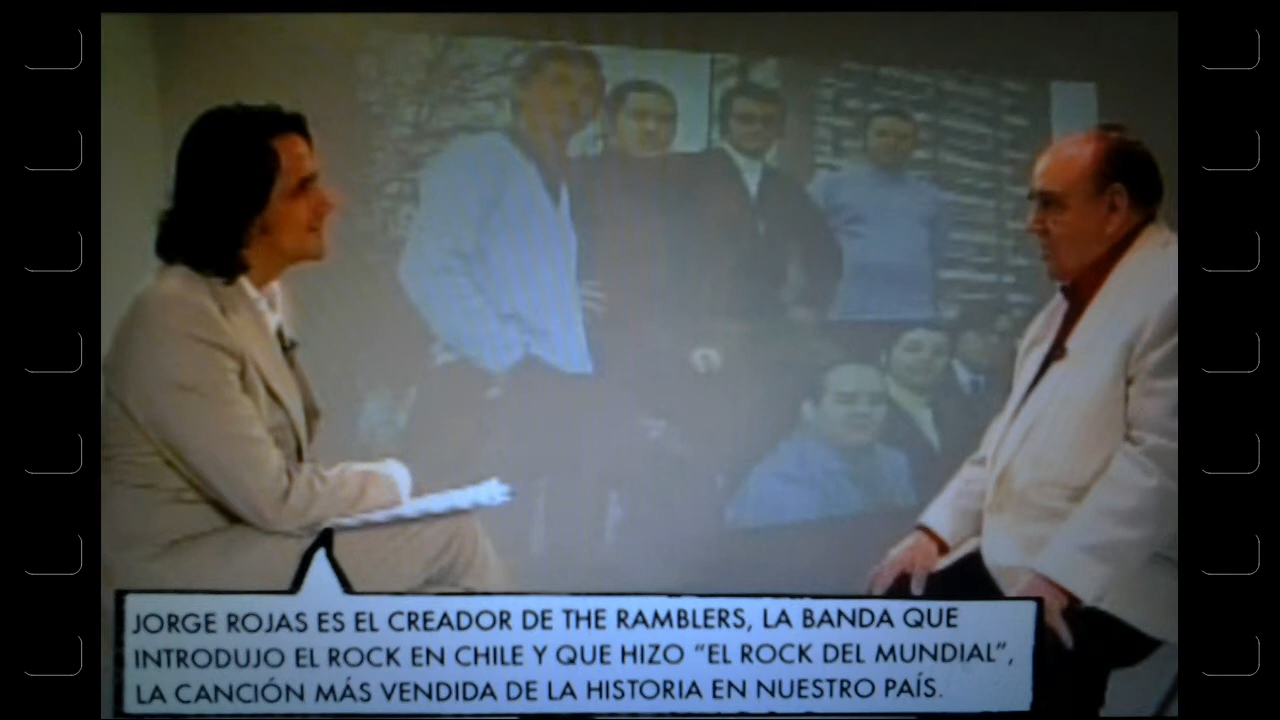 JORGE ROJAS ES EL CREADOR DE THE RAMBLERS, LA BANDA QUE
INTRODUJO EL ROCK EN CHILE Y QUE HIZO “EL ROCK DEL MUNDIAL”,
LA CANCIÓN MÁS VENDIDA DE LA HISTORIA EN NUESTRO PAÍS.